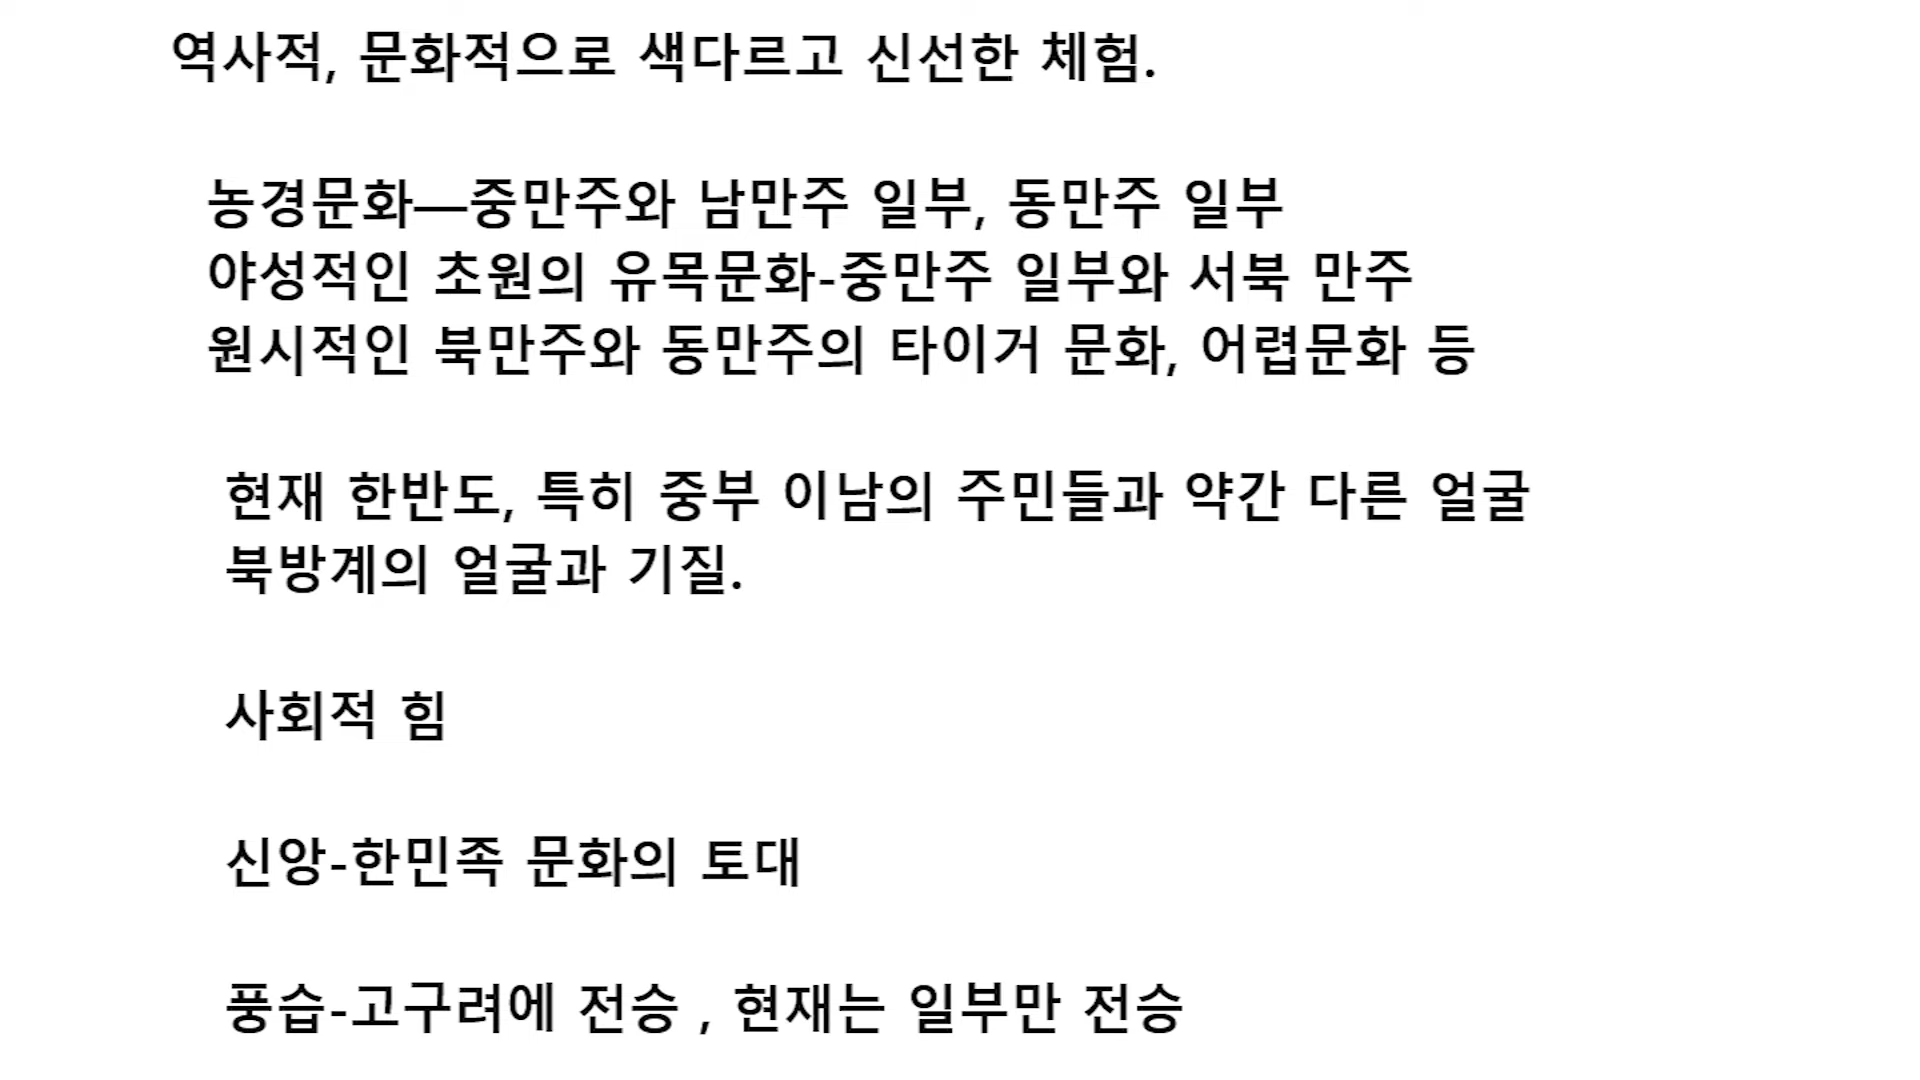 역사적, 문화적으로 색다르고 신선한 체험.
농경문화—중만주와 남만주 일부, 동만주 일부
야성적인 초원의 유목문화-중만주 일부와 서북 만주
원시적인 북만주와 동만주의 타이거 문화, 어렵문화 등
현재 한반도, 특히 중부 이남의 주민들과 약간 다른 얼굴
북방계의 얼굴과 기질.
사회적 힘
신앙-한민족 문화의 토대
풍습-고구려에 전승 , 현재는 일부만 전승